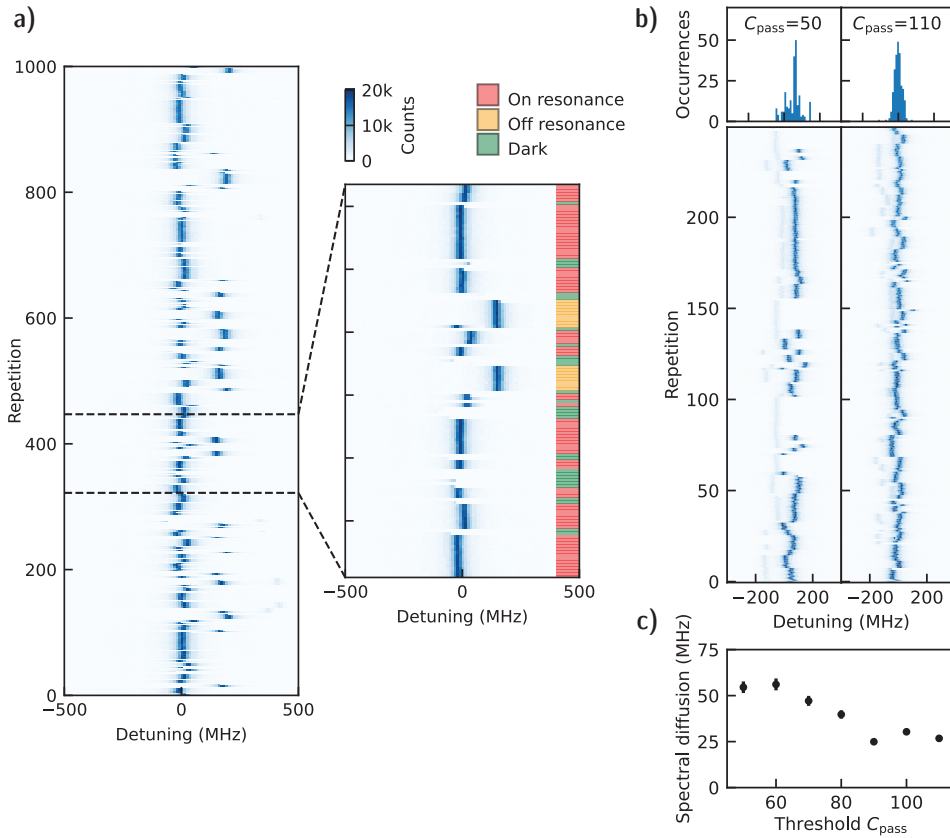 a)
1000
800
600
400
200
0
Repetition
−500
0
500
Detuning (MHz)
20k
10k
0
Counts
On resonance
Off resonance
Dark
−500
0
500
Detuning (MHz)
b)
C_pass=50
C_pass=110
50
25
0
Occurrences
200
150
100
50
0
Repetition
−200
200
−200
200
Detuning (MHz)
c)
75
50
25
0
Spectral diffusion (MHz)
60
80
100
Threshold C_pass